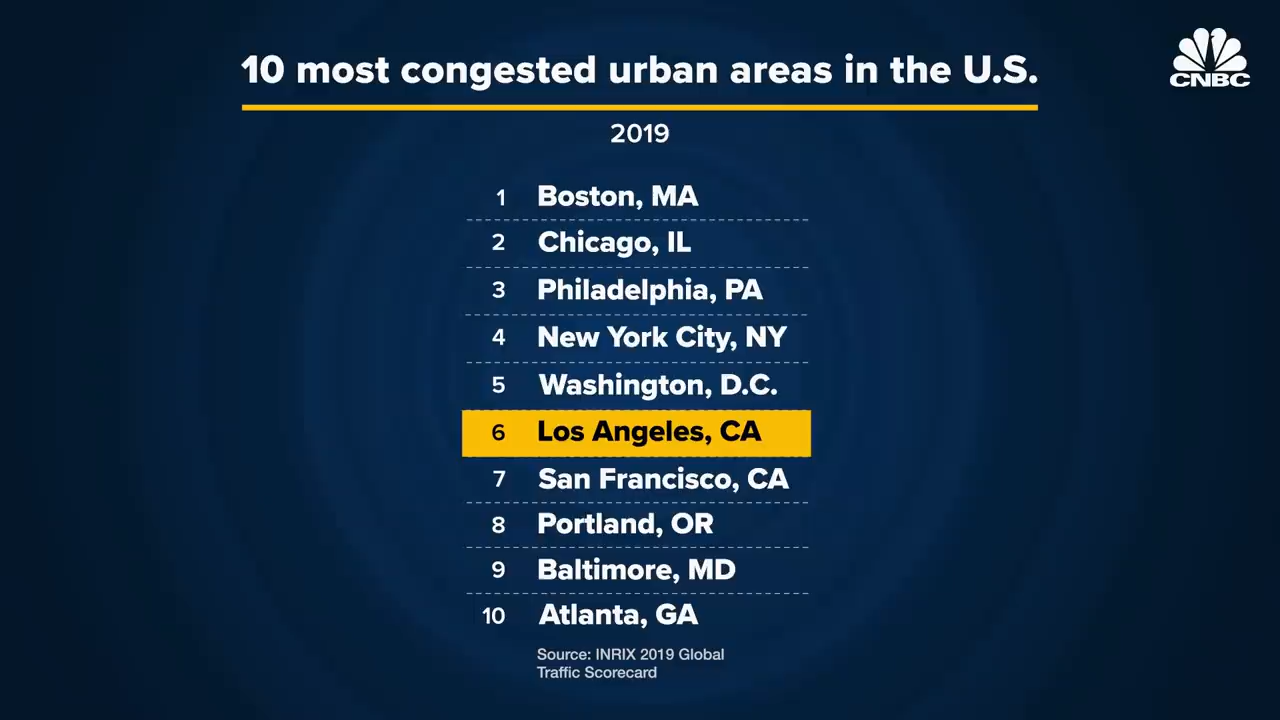 10 most congested urban areas in the U.S.
CNBC
2019
1 Boston, MA
2 Chicago, IL
3 Philadelphia, PA
4 New York City, NY
5 Washington, D.C.
6 Los Angeles, CA
7 San Francisco, CA
8 Portland, OR
9 Baltimore, MD
10 Atlanta, GA
Source: INRIX 2019 Global
Traffic Scorecard